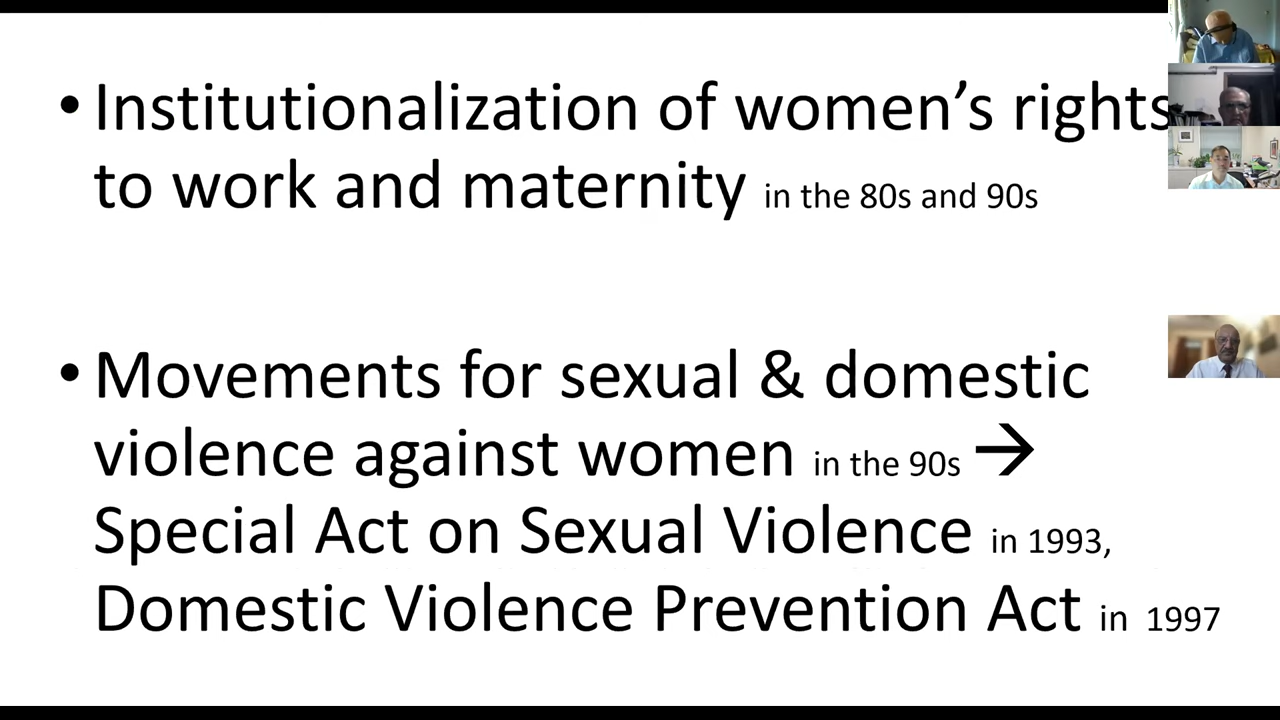 • Institutionalization of women’s rights
to work and maternity in the 80s and 90s
• Movements for sexual & domestic
violence against women in the 90s →
Special Act on Sexual Violence in 1993,
Domestic Violence Prevention Act in 1997